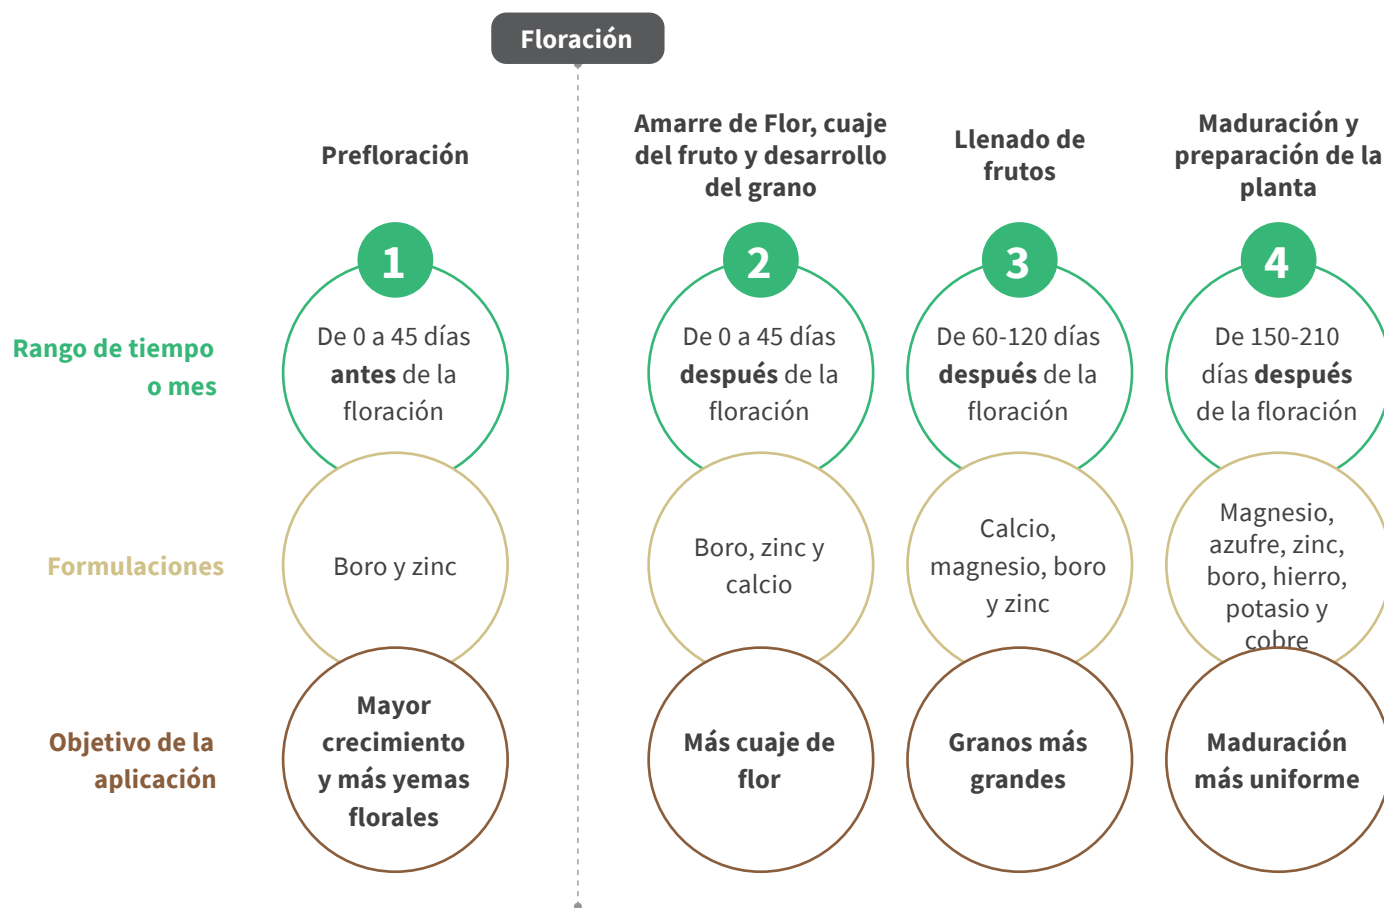 Floración
Prefloración
Amarre de Flor, cuaje
del fruto y desarrollo
del grano
Llenado de
frutos
Maduración y
preparación de la
planta
1
2
3
4
Rango de tiempo
o mes
De 0 a 45 días
antes de la
floración
De 0 a 45 días
después de la
floración
De 60-120 días
después de la
floración
De 150-210
días después
de la floración
Formulaciones
Boro y zinc
Boro, zinc y
calcio
Calcio,
magnesio, boro
y zinc
Magnesio,
azufre, zinc,
boro, hierro,
potasio y
cobre
Objetivo de la
aplicación
Mayor
crecimiento
y más yemas
florales
Más cuaje de
flor
Granos más
grandes
Maduración
más uniforme